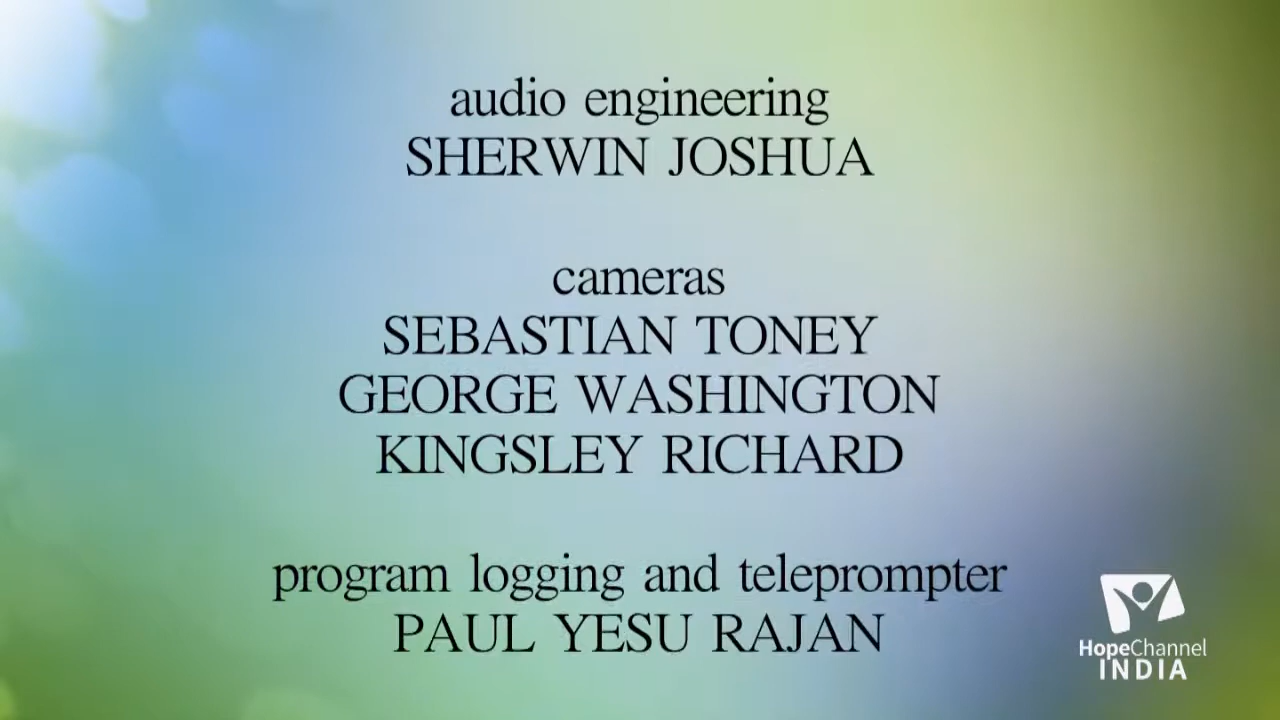 audio engineering
SHERWIN JOSHUA
cameras
SEBASTIAN TONEY
GEORGE WASHINGTON
KINGSLEY RICHARD
program logging and teleprompter
PAUL YESU RAJAN
HopeChannel
INDIA